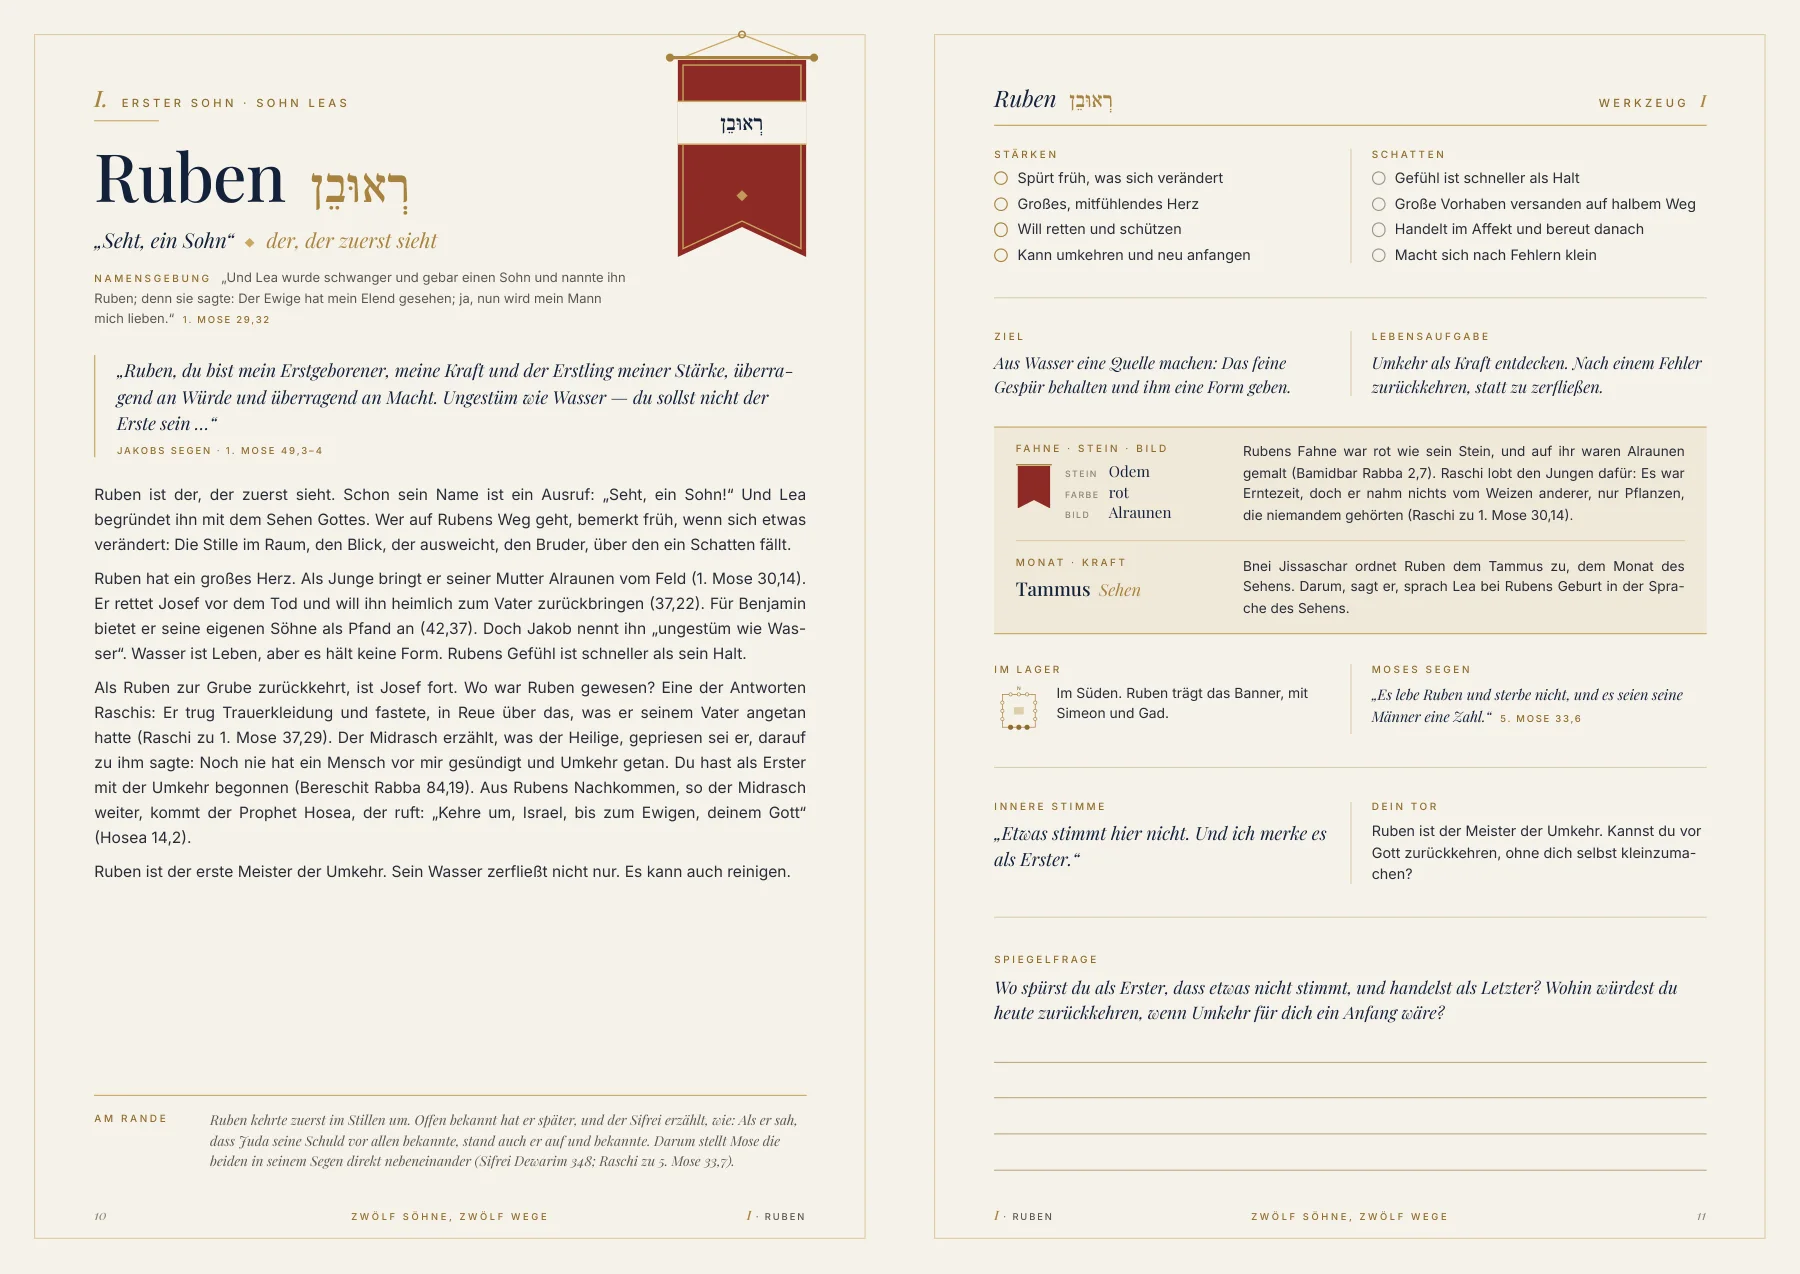 I. ERSTER SOHN · SOHN LEAS
רְאוּבֵן
Ruben רְאוּבֵן
„Seht, ein Sohn“ ◆ der, der zuerst sieht
NAMENSGEBUNG „Und Lea wurde schwanger und gebar einen Sohn und nannte ihn
Ruben; denn sie sagte: Der Ewige hat mein Elend gesehen; ja, nun wird mein Mann
mich lieben.“ 1. MOSE 29,32
„Ruben, du bist mein Erstgeborener, meine Kraft und der Erstling meiner Stärke, überra-
gend an Würde und überragend an Macht. Ungestüm wie Wasser — du sollst nicht der
Erste sein …“
JAKOBS SEGEN · 1. MOSE 49,3–4
Ruben ist der, der zuerst sieht. Schon sein Name ist ein Ausruf: „Seht, ein Sohn!“ Und Lea
begründet ihn mit dem Sehen Gottes. Wer auf Rubens Weg geht, bemerkt früh, wenn sich etwas
verändert: Die Stille im Raum, den Blick, der ausweicht, den Bruder, über den ein Schatten fällt.
Ruben hat ein großes Herz. Als Junge bringt er seiner Mutter Alraunen vom Feld (1. Mose 30,14).
Er rettet Josef vor dem Tod und will ihn heimlich zum Vater zurückbringen (37,22). Für Benjamin
bietet er seine eigenen Söhne als Pfand an (42,37). Doch Jakob nennt ihn „ungestüm wie Was-
ser“. Wasser ist Leben, aber es hält keine Form. Rubens Gefühl ist schneller als sein Halt.
Als Ruben zur Grube zurückkehrt, ist Josef fort. Wo war Ruben gewesen? Eine der Antworten
Raschis: Er trug Trauerkleidung und fastete, in Reue über das, was er seinem Vater angetan
hatte (Raschi zu 1. Mose 37,29). Der Midrasch erzählt, was der Heilige, gepriesen sei er, darauf
zu ihm sagte: Noch nie hat ein Mensch vor mir gesündigt und Umkehr getan. Du hast als Erster
mit der Umkehr begonnen (Bereschit Rabba 84,19). Aus Rubens Nachkommen, so der Midrasch
weiter, kommt der Prophet Hosea, der ruft: „Kehre um, Israel, bis zum Ewigen, deinem Gott“
(Hosea 14,2).
Ruben ist der erste Meister der Umkehr. Sein Wasser zerfließt nicht nur. Es kann auch reinigen.
AM RANDE
Ruben kehrte zuerst im Stillen um. Offen bekannt hat er später, und der Sifrei erzählt, wie: Als er sah,
dass Juda seine Schuld vor allen bekannte, stand auch er auf und bekannte. Darum stellt Mose die
beiden in seinem Segen direkt nebeneinander (Sifrei Dewarim 348; Raschi zu 5. Mose 33,7).
10 ZWÖLF SÖHNE, ZWÖLF WEGE I · RUBEN
Ruben רְאוּבֵן WERKZEUG I
STÄRKEN
Spürt früh, was sich verändert
Großes, mitfühlendes Herz
Will retten und schützen
Kann umkehren und neu anfangen
SCHATTEN
Gefühl ist schneller als Halt
Große Vorhaben versanden auf halbem Weg
Handelt im Affekt und bereut danach
Macht sich nach Fehlern klein
ZIEL
Aus Wasser eine Quelle machen: Das feine
Gespür behalten und ihm eine Form geben.
LEBENSAUFGABE
Umkehr als Kraft entdecken. Nach einem Fehler
zurückkehren, statt zu zerfließen.
FAHNE · STEIN · BILD
STEIN Odem
FARBE rot
BILD Alraunen
Rubens Fahne war rot wie sein Stein, und auf ihr waren Alraunen
gemalt (Bamidbar Rabba 2,7). Raschi lobt den Jungen dafür: Es war
Erntezeit, doch er nahm nichts vom Weizen anderer, nur Pflanzen,
die niemandem gehörten (Raschi zu 1. Mose 30,14).
MONAT · KRAFT
Tammus Sehen
Bnei Jissaschar ordnet Ruben dem Tammus zu, dem Monat des
Sehens. Darum, sagt er, sprach Lea bei Rubens Geburt in der Spra-
che des Sehens.
IM LAGER
N
Im Süden. Ruben trägt das Banner, mit
Simeon und Gad.
MOSES SEGEN
„Es lebe Ruben und sterbe nicht, und es seien seine
Männer eine Zahl.“ 5. MOSE 33,6
INNERE STIMME
„Etwas stimmt hier nicht. Und ich merke es
als Erster.“
DEIN TOR
Ruben ist der Meister der Umkehr. Kannst du vor
Gott zurückkehren, ohne dich selbst kleinzuma-
chen?
SPIEGELFRAGE
Wo spürst du als Erster, dass etwas nicht stimmt, und handelst als Letzter? Wohin würdest du
heute zurückkehren, wenn Umkehr für dich ein Anfang wäre?
I · RUBEN ZWÖLF SÖHNE, ZWÖLF WEGE 11